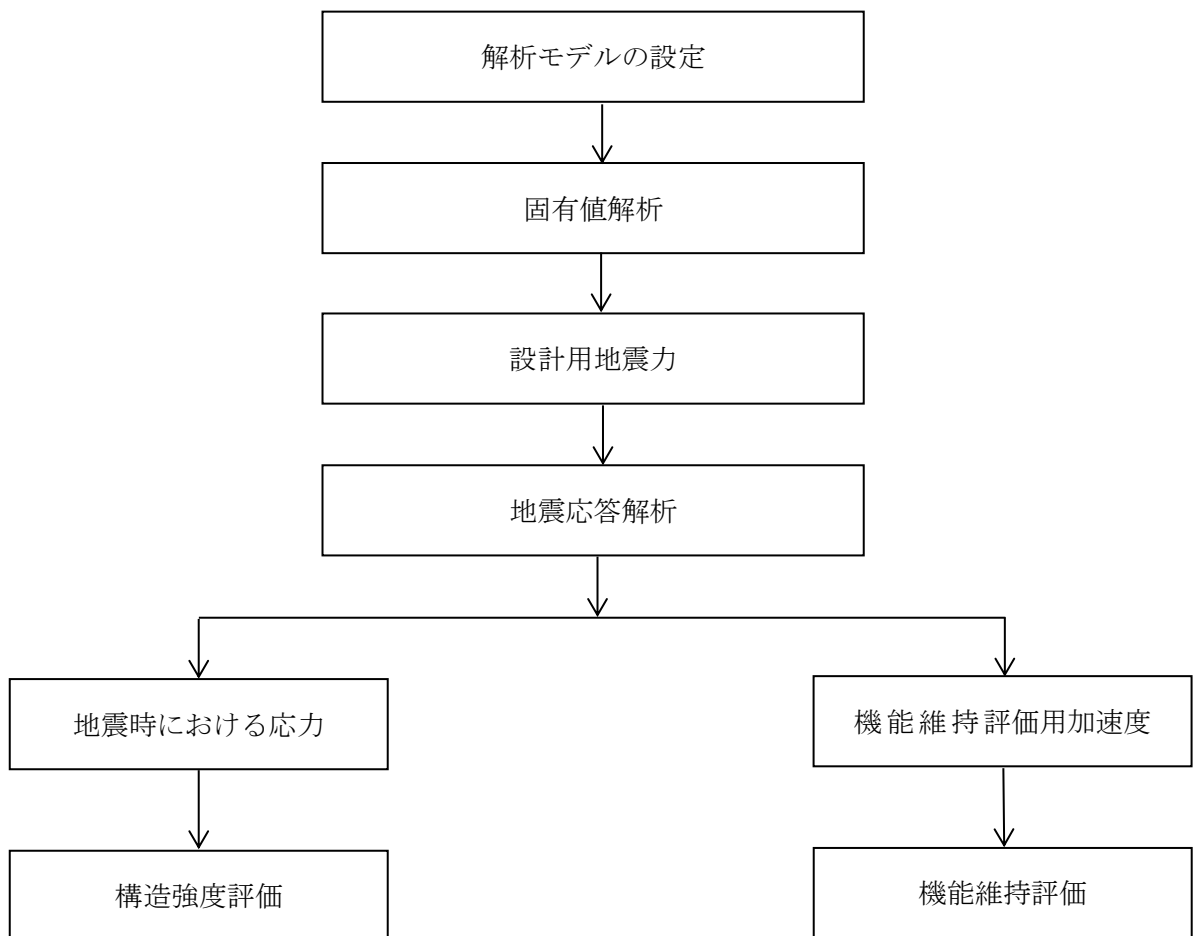 解析モデルの設定
固有値解析
設計用地震力
地震応答解析
地震時における応力
機能維持評価用加速度
構造強度評価
機能維持評価